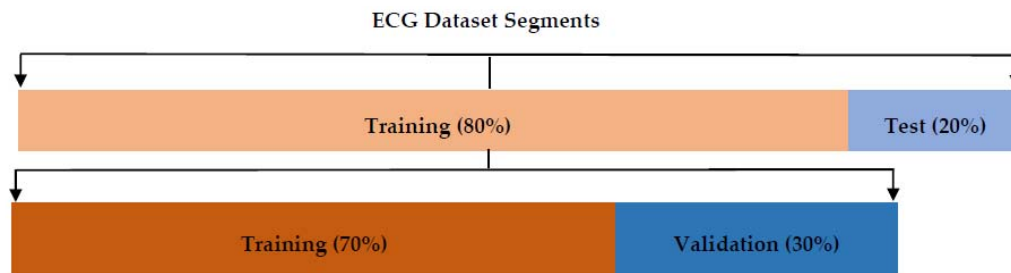 ECG Dataset Segments
Training (80%)
Test (20%)
Training (70%)
Validation (30%)